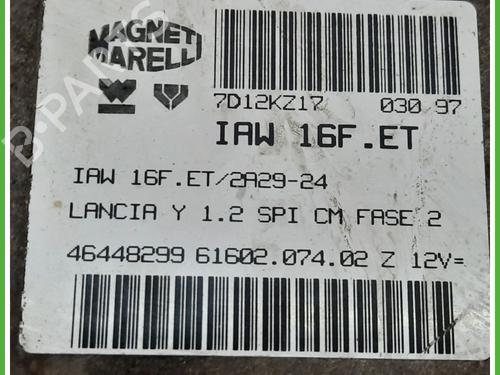 MAGNETI
MARELLI
7D12KZ17 030 97
IAW 16F.ET
IAW 16F.ET/2A29-24
LANCIA Y 1.2 SPI CM FASE 2
46448299 61602.074.02 Z 12V=
B-PARTS